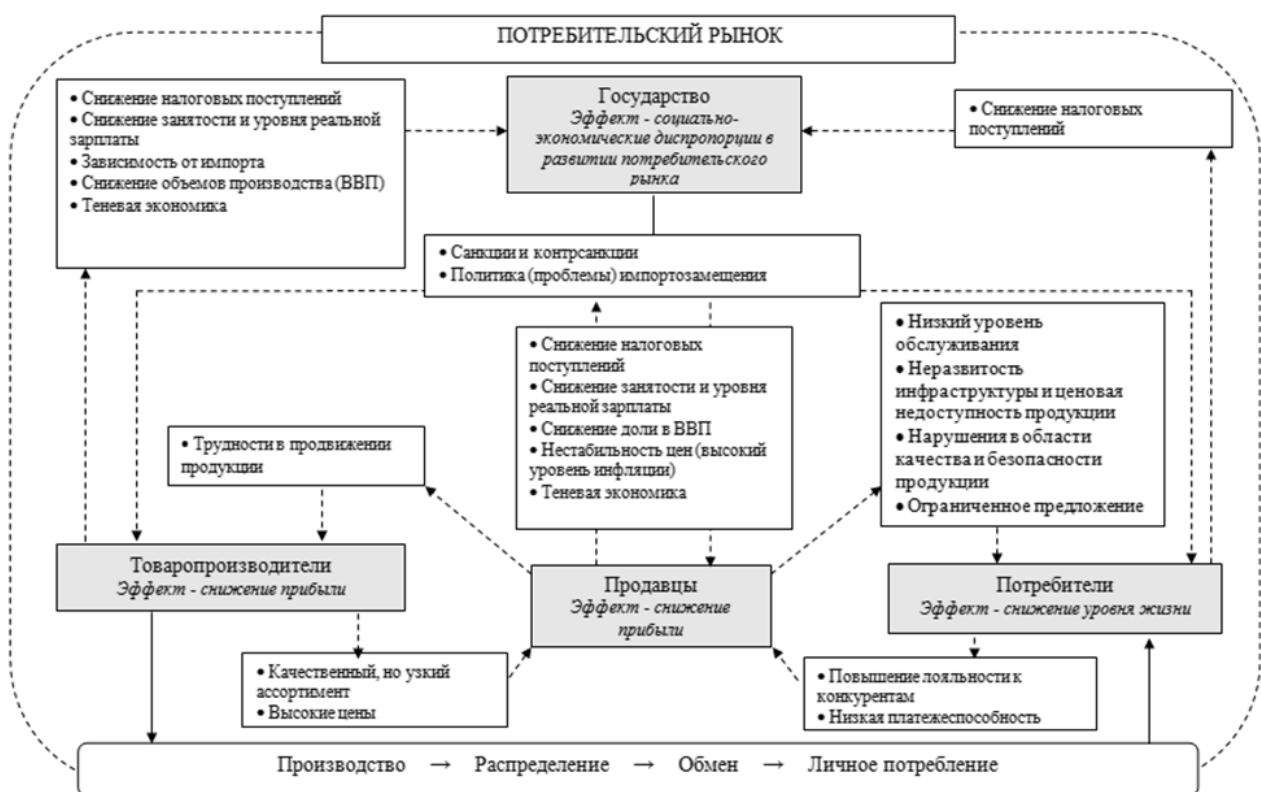 ПОТРЕБИТЕЛЬСКИЙ РЫНОК
• Снижение налоговых поступлений
• Снижение занятости и уровня реальной
зарплаты
• Зависимость от импорта
• Снижение объемов производства (ВВП)
• Теневая экономика
Государство
Эффект - социально-
экономические диспропорции в
развитии потребительского
рынка
• Снижение налоговых
поступлений
• Санкции и контрсанкции
• Политика (проблемы) импортозамещения
• Снижение налоговых
поступлений
• Снижение занятости и уровня
реальной зарплаты
• Снижение доли в ВВП
• Нестабильность цен (высокий
уровень инфляции)
• Теневая экономика
• Низкий уровень
обслуживания
• Неразвитость
инфраструктуры и ценовая
недоступность продукции
• Нарушения в области
качества и безопасности
продукции
• Ограниченное предложение
• Трудности в продвижении
продукции
Товаропроизводители
Эффект - снижение прибыли
Продавцы
Эффект - снижение
прибыли
Потребители
Эффект - снижение уровня жизни
• Качественный, но узкий
ассортимент
• Высокие цены
• Повышение лояльности к
конкурентам
• Низкая платежеспособность
Производство → Распределение → Обмен → Личное потребление